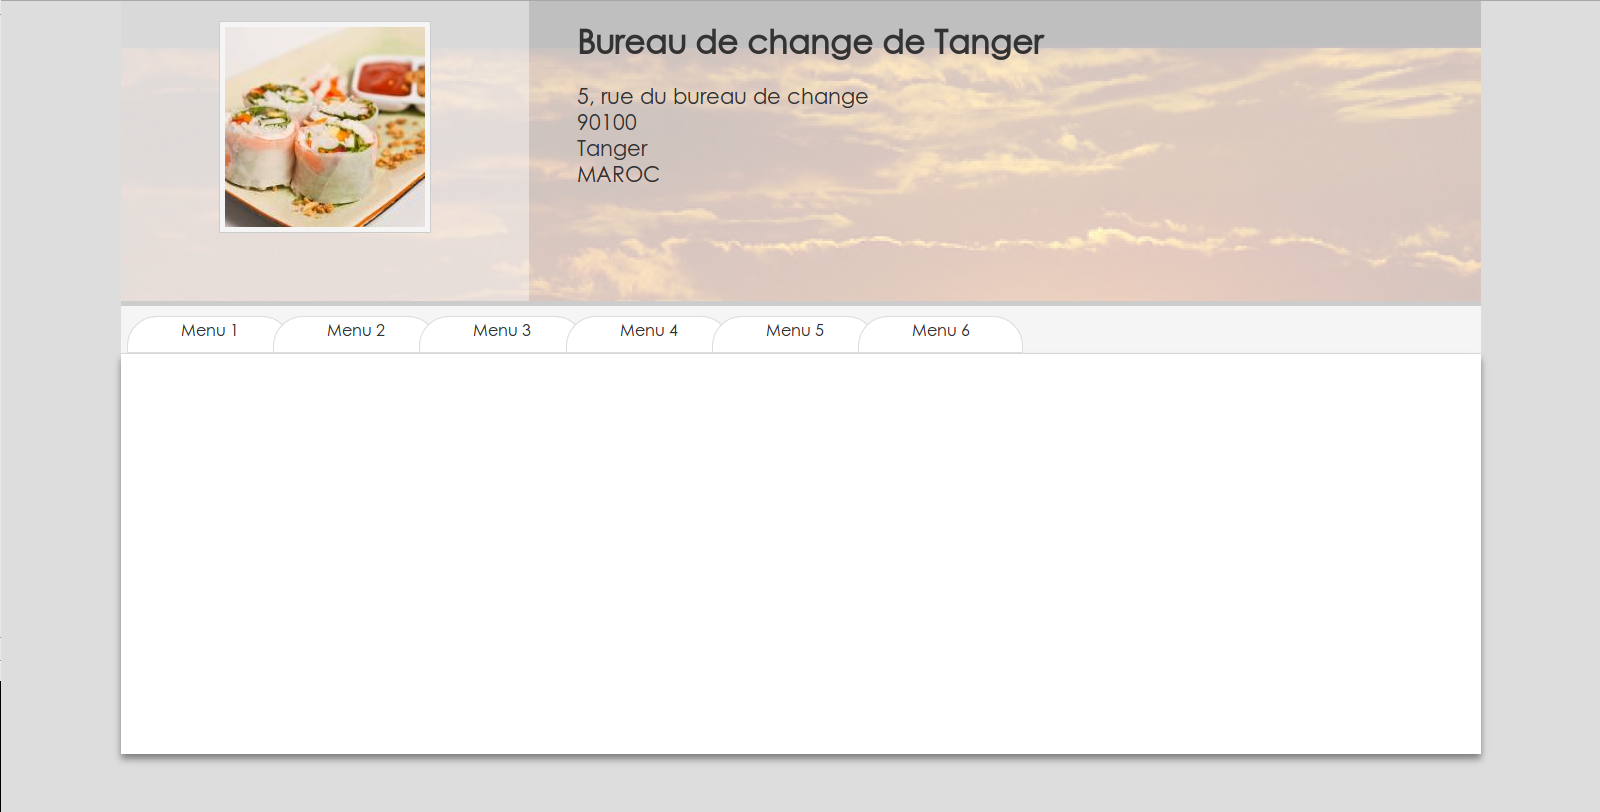 Bureau de change de Tanger
5, rue du bureau de change
90100
Tanger
MAROC
Menu 1
Menu 2
Menu 3
Menu 4
Menu 5
Menu 6